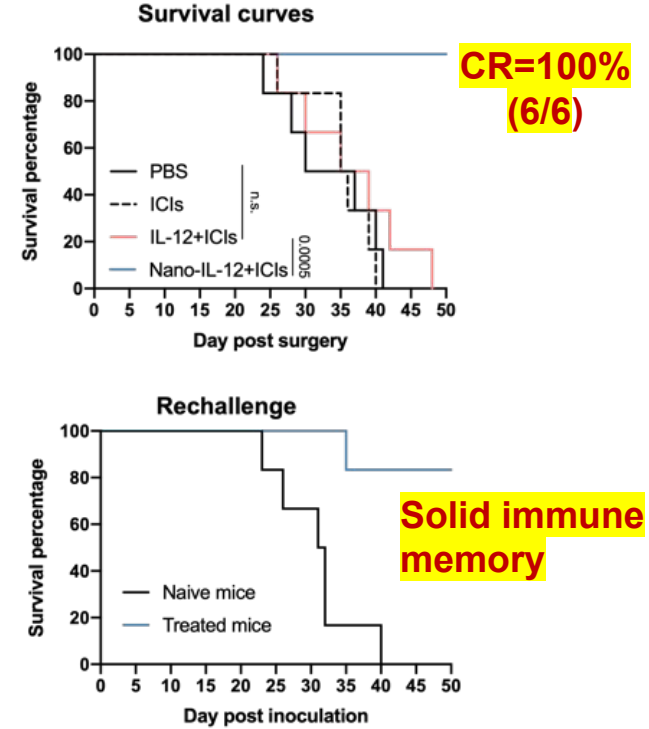 Survival curves
CR=100%
(6/6)
Survival percentage
100
80
60
40
20
0
PBS
ICIs
IL-12+ICIs
Nano-IL-12+ICIs
n.s.
0.0005
0 5 10 15 20 25 30 35 40 45 50
Day post surgery
Rechallenge
Survival percentage
100
80
60
40
20
0
Solid immune
memory
Naive mice
Treated mice
0 5 10 15 20 25 30 35 40 45 50
Day post inoculation